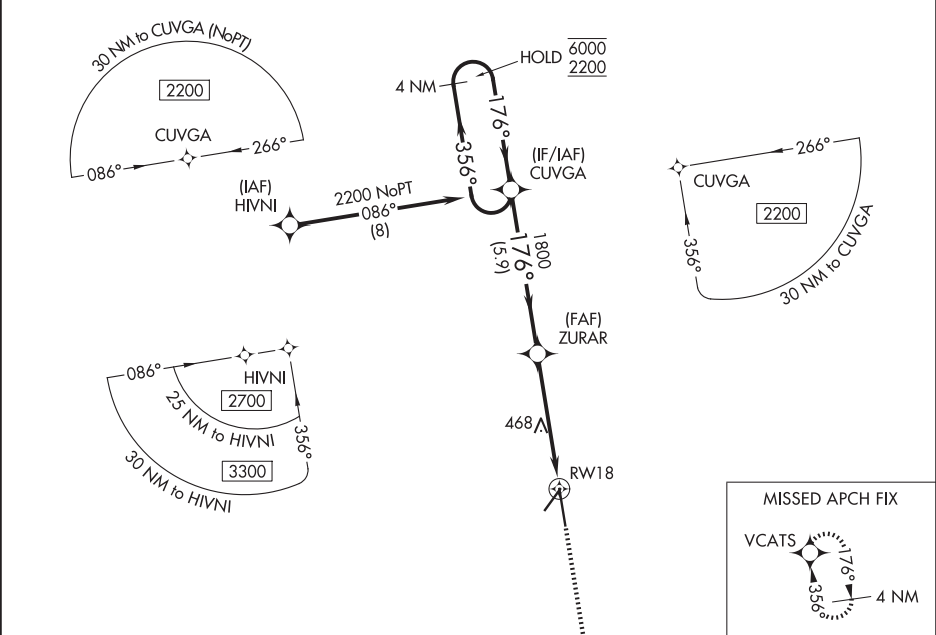 30 NM to CUVGA (NoPT)
2200
CUVGA
086°
266°
HOLD
6000
2200
4 NM
176°
356°
(IF/IAF)
CUVGA
(IAF)
HIVNI
2200 NoPT
086°
(8)
266°
CUVGA
2200
356°
30 NM to CUVGA
1800
176°
(5.9)
(FAF)
ZURAR
086°
HIVNI
2700
25 NM to HIVNI
356°
3300
30 NM to HIVNI
468
RW18
MISSED APCH FIX
VCATS
176°
356°
4 NM